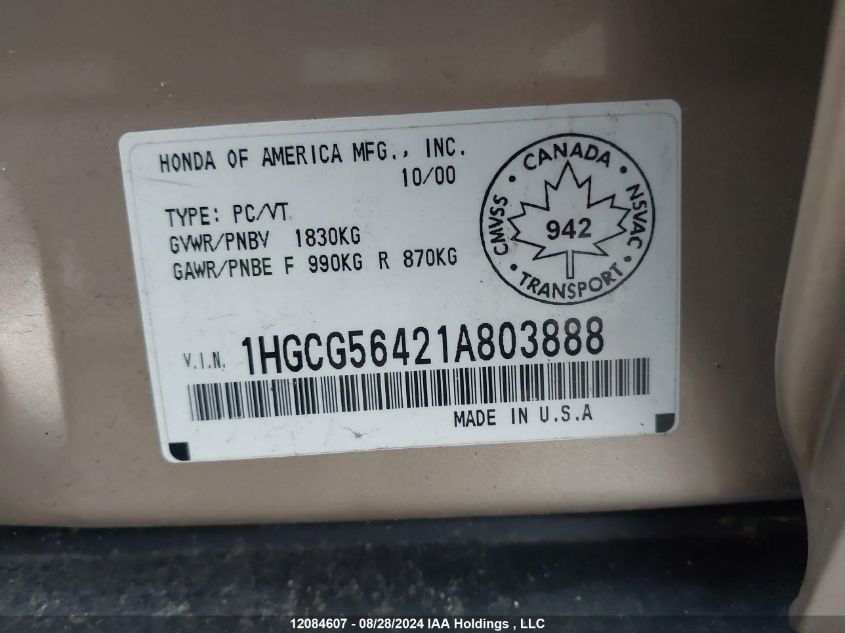 HONDA OF AMERICA MFG., INC.
10/00
TYPE: PC/VT
GVWR/PNBV 1830KG
GAWR/PNBE F 990KG R 870KG
CANADA
CMVSS
NSVAC
942
TRANSPORT
V.I.N. 1HGCG56421A803888
MADE IN U.S.A
12084607 - 08/28/2024 IAA Holdings , LLC